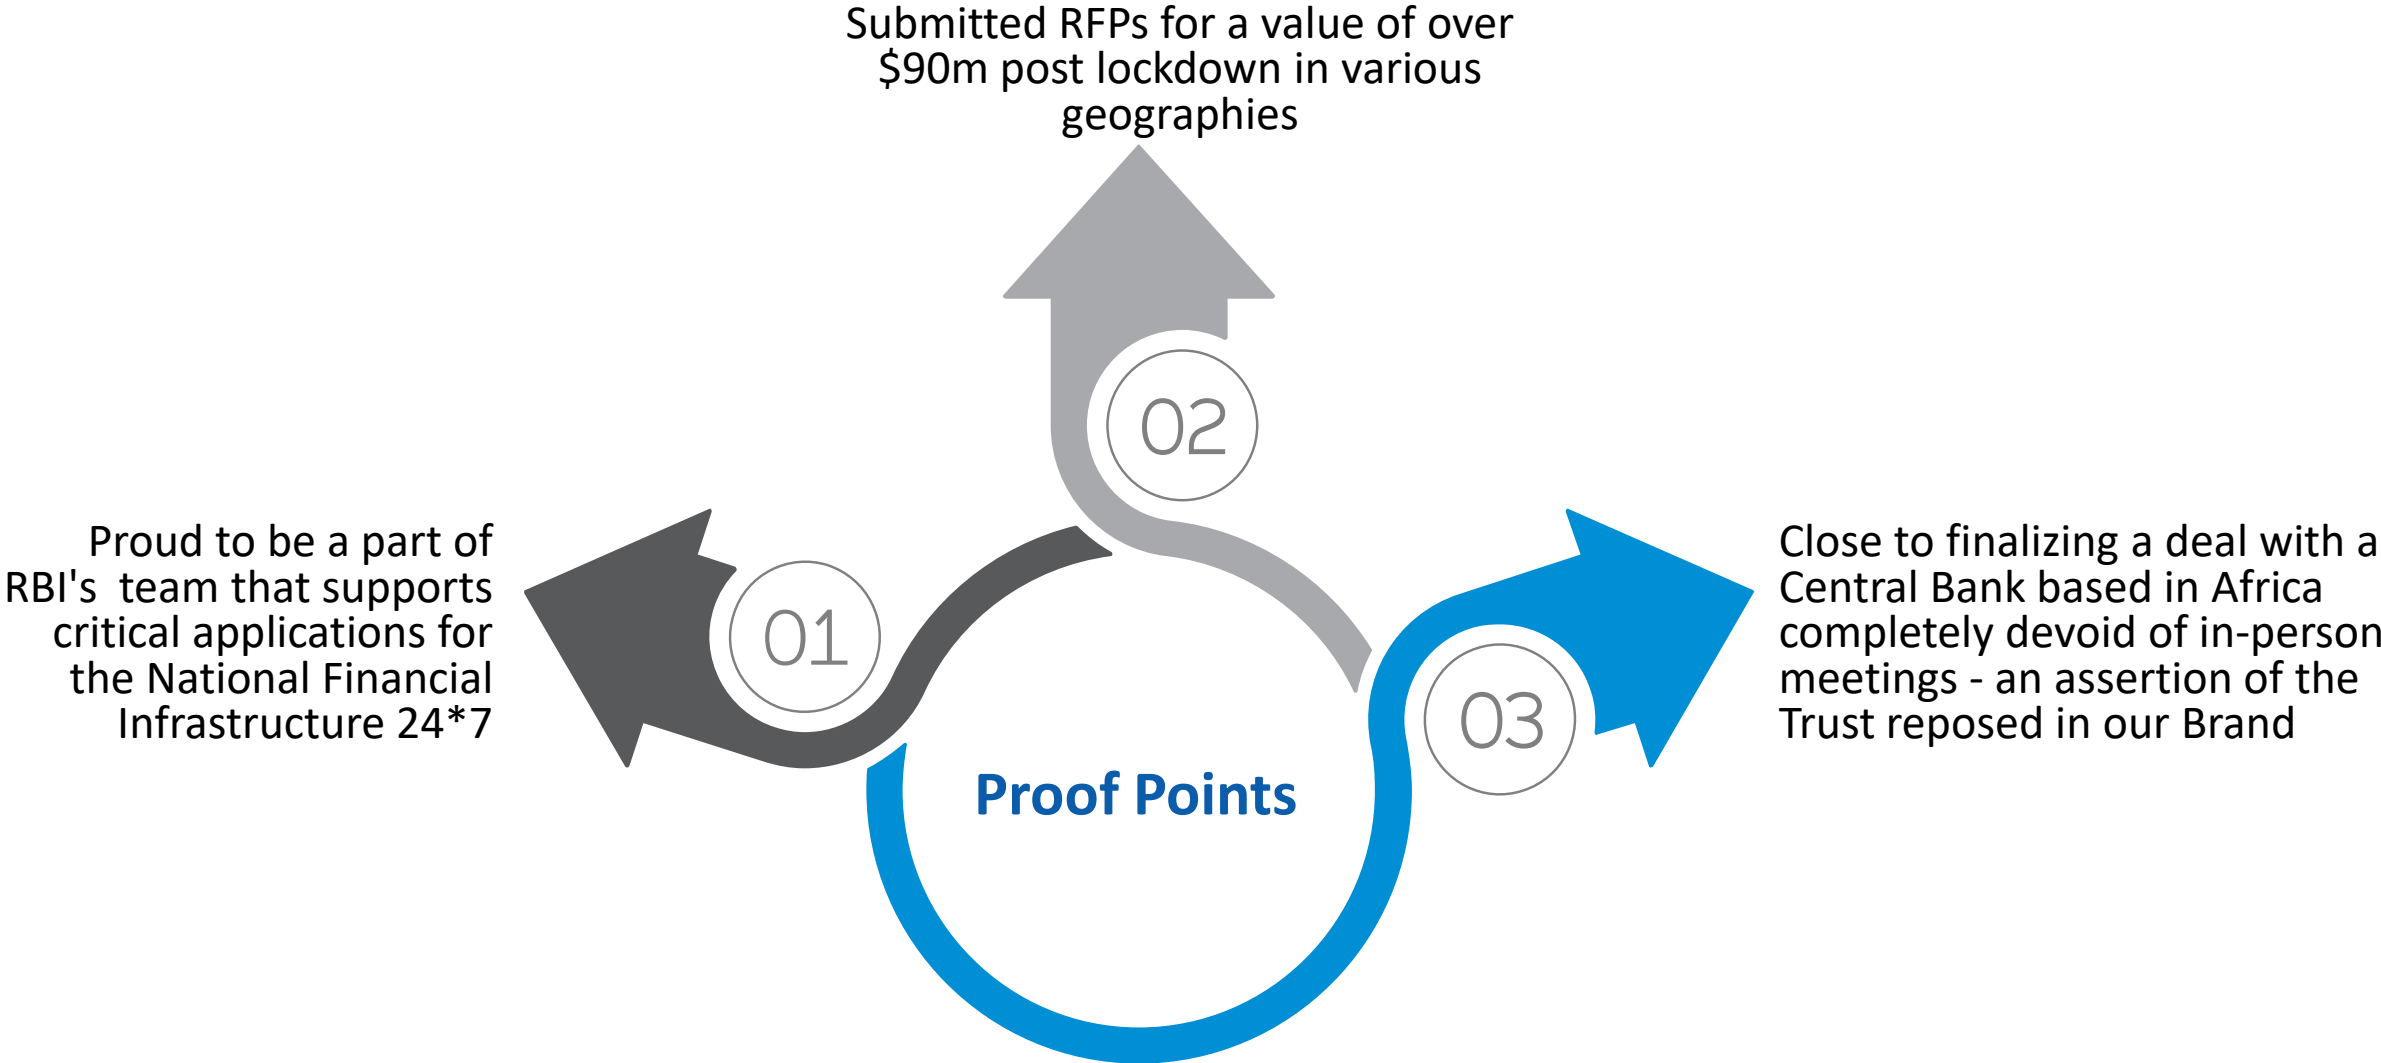 Submitted RFPs for a value of over
$90m post lockdown in various
geographies
02
Proud to be a part of
RBI's  team that supports
critical applications for
the National Financial
Infrastructure 24*7
01
Close to finalizing a deal with a
Central Bank based in Africa
completely devoid of in-person
meetings - an assertion of the
Trust reposed in our Brand
03
Proof Points